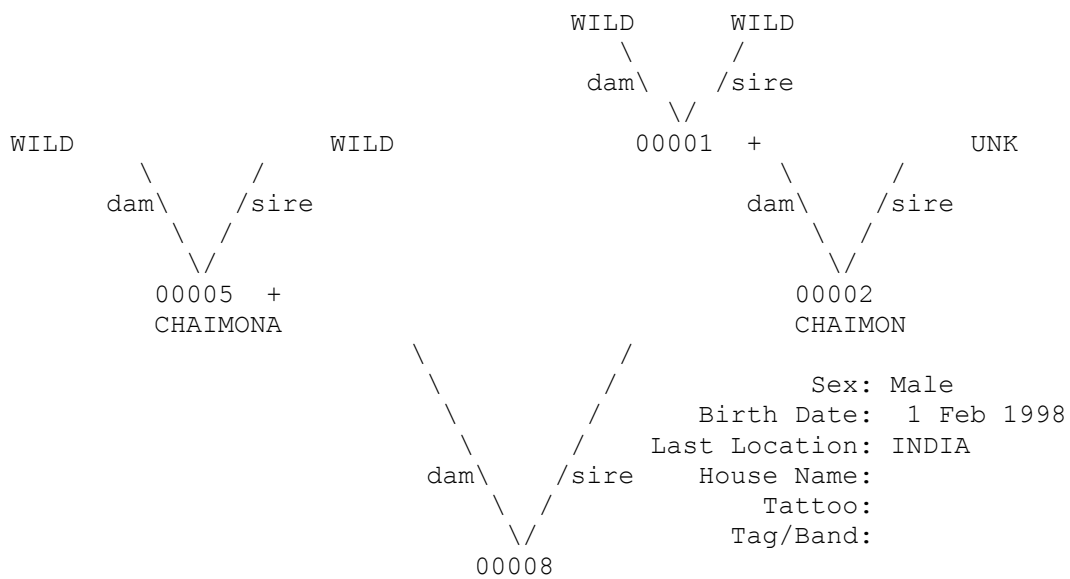 WILD WILD
\ /
dam\ /sire
\/
WILD WILD 00001 + UNK
\ / \ /
dam\ /sire dam\ /sire
\ / \ /
\/ \/
00005 + 00002
CHAIMONA CHAIMON
\ /
\ / Sex: Male
\ / Birth Date: 1 Feb 1998
\ / Last Location: INDIA
dam\ /sire House Name:
\ / Tattoo:
\/ Tag/Band:
00008